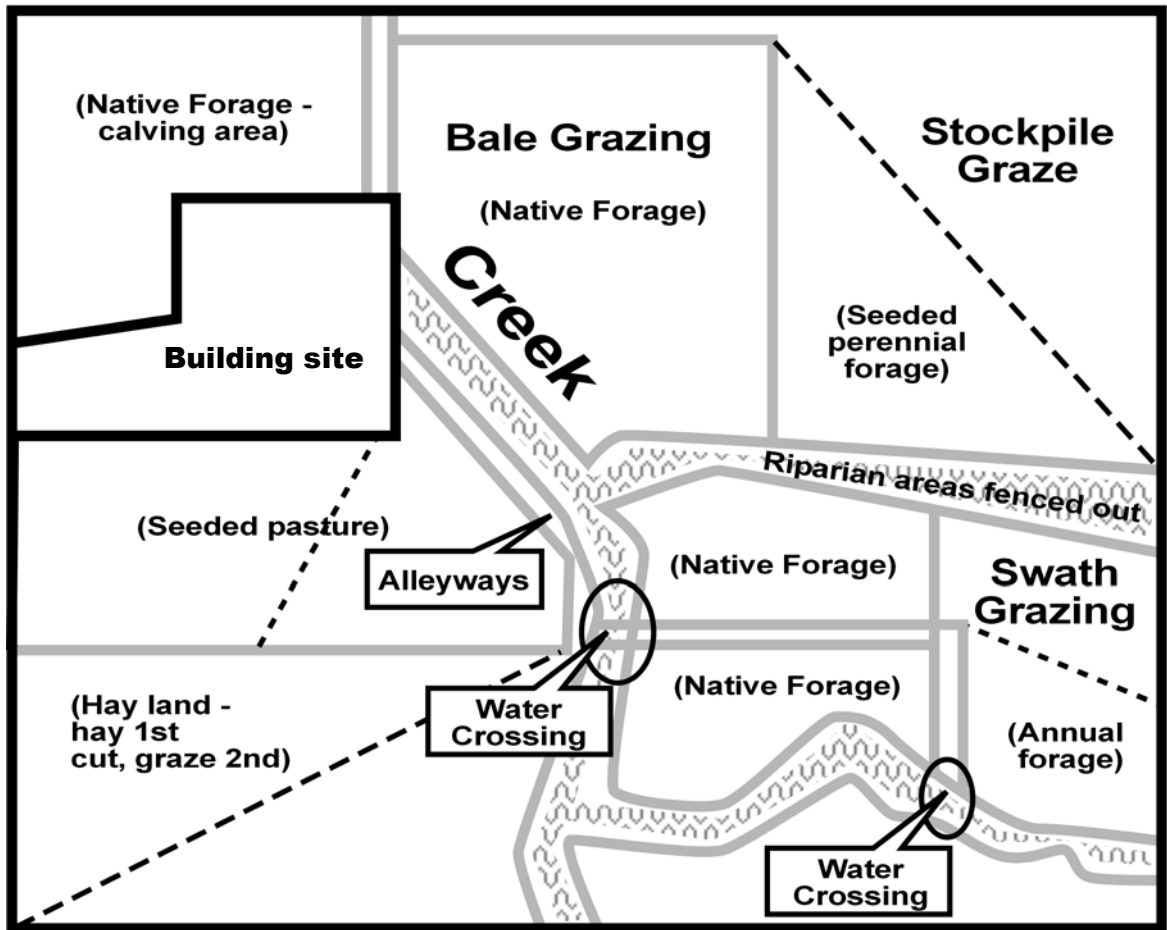 (Native Forage -
calving area)
Bale Grazing
(Native Forage)
Stockpile
Graze
Creek
(Seeded
perennial
forage)
Building site
Riparian areas fenced out
(Seeded pasture)
Alleyways
(Native Forage)
Swath
Grazing
(Native Forage)
(Hay land -
hay 1st
cut, graze 2nd)
Water
Crossing
(Annual
forage)
Water
Crossing